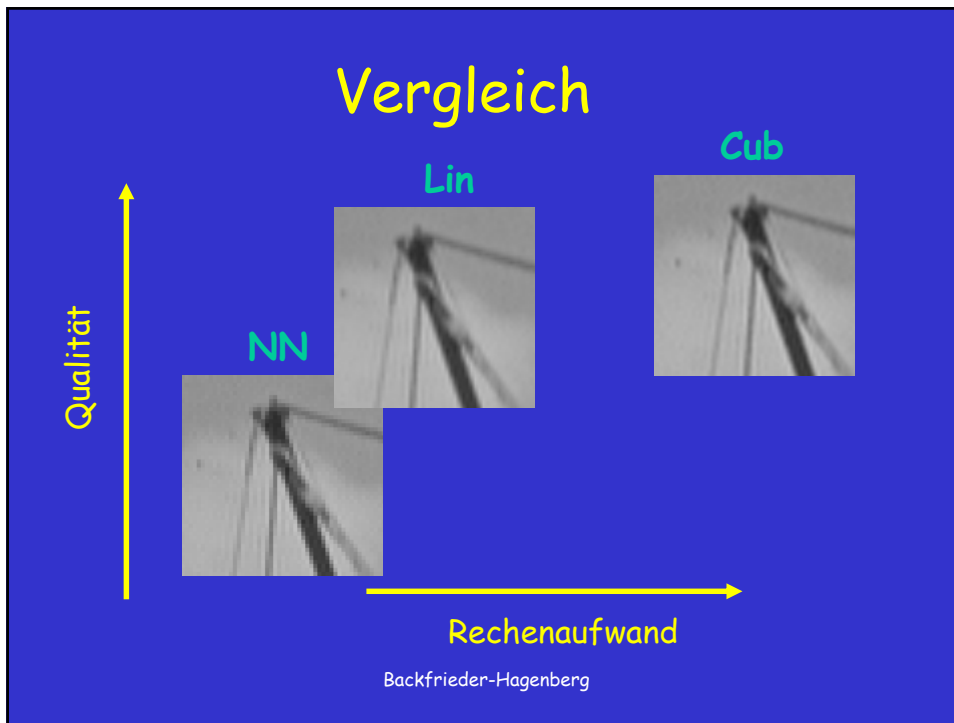 Vergleich
Cub
Lin
NN
Qualität
Rechenaufwand
Backfrieder-Hagenberg